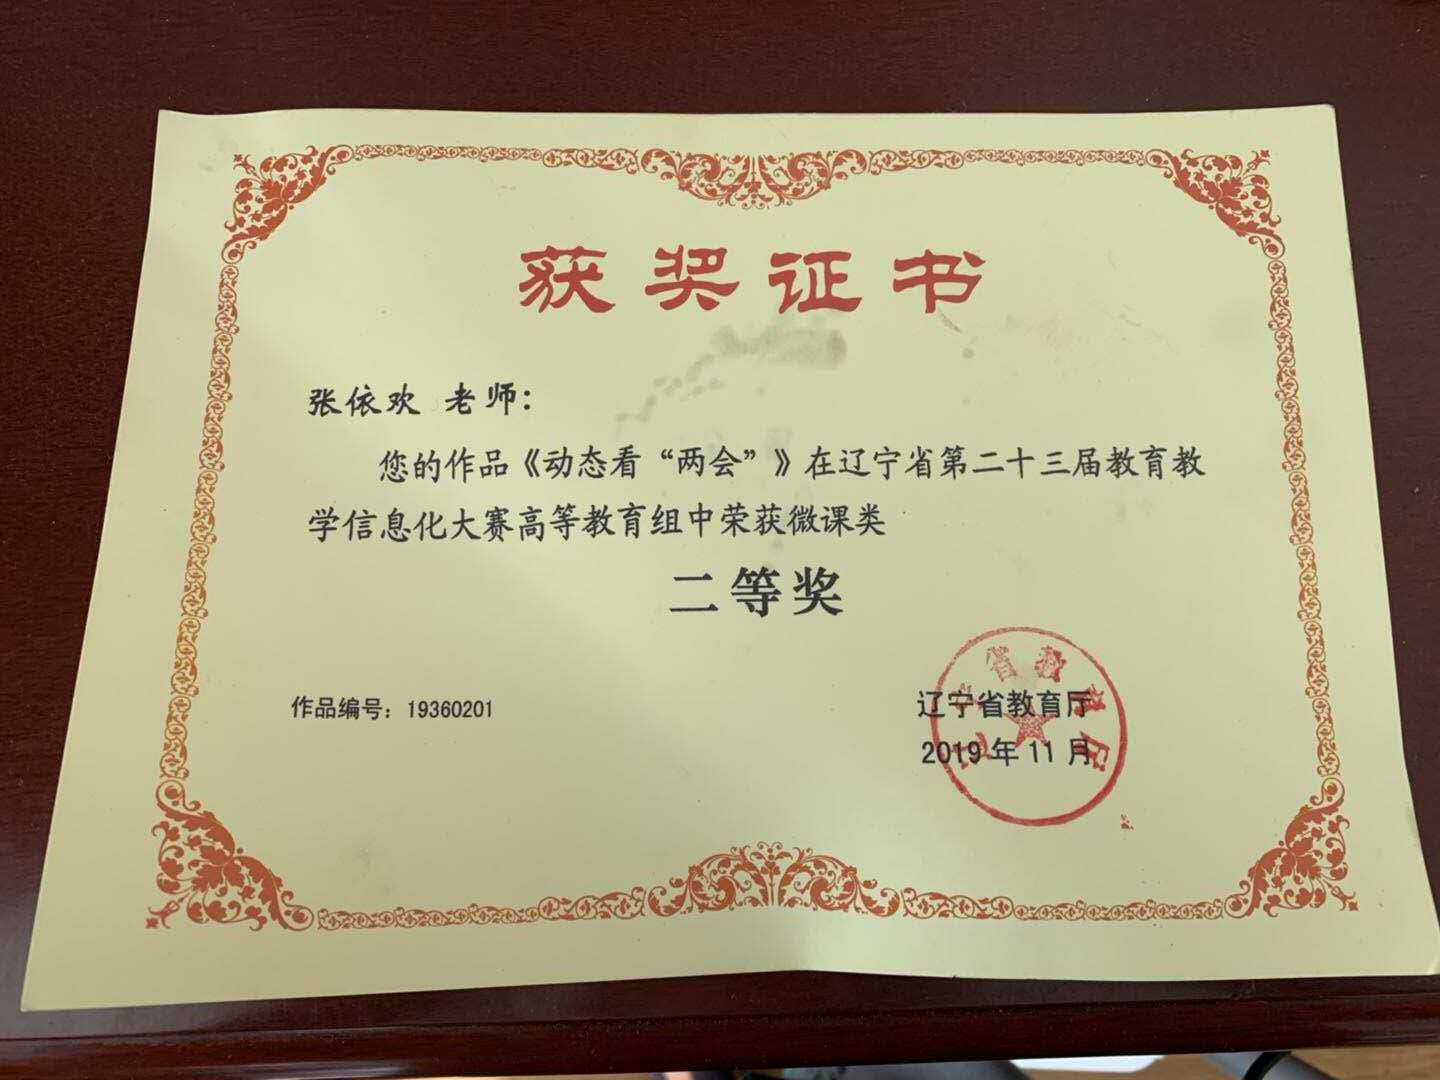 获奖证书
张依欢 老师：
您的作品《动态看“两会”》在辽宁省第二十三届教育教
学信息化大赛高等教育组中荣获微课类
二等奖
作品编号：19360201
辽宁省教育厅
2019年11月